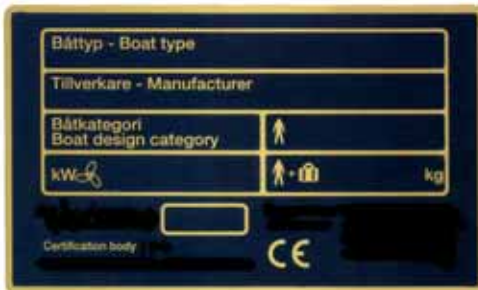 Båttyp - Boat type
Tillverkare - Manufacturer
Båtkategori
Boat design category
kW
+ kg
Certification body
CE